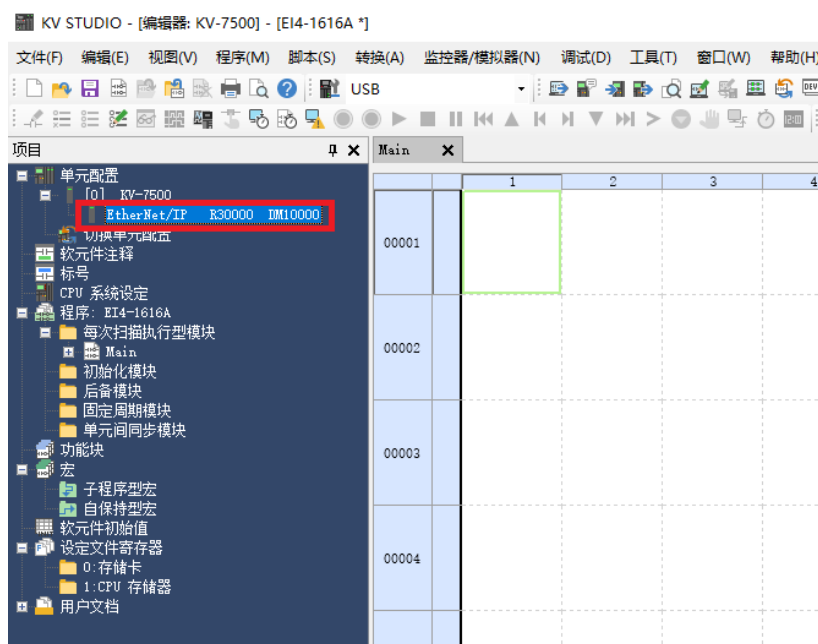 KV STUDIO - [编辑器: KV-7500] - [EI4-1616A *]
文件(F) 编辑(E) 视图(V) 程序(M) 脚本(S) 转换(A) 监控器/模拟器(N) 调试(D) 工具(T) 窗口(W) 帮助(H)
USB
项目
Main
1 2 3 4
单元配置
[0] KV-7500
EtherNet/IP R30000 DM10000
切换单元配置
软元件注释
标号
CPU 系统设定
程序: EI4-1616A
每次扫描执行型模块
Main
初始化模块
后备模块
固定周期模块
单元间同步模块
功能块
宏
子程序型宏
自保持型宏
软元件初始值
设定文件寄存器
0:存储卡
1:CPU 存储器
用户文档
00001
00002
00003
00004